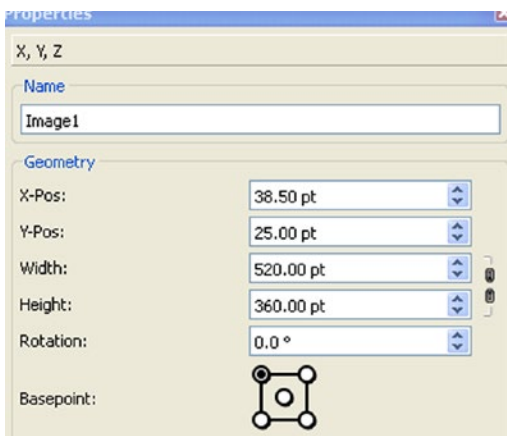 Properties
X, Y, Z
Name
Image1
Geometry
X-Pos: 38.50 pt
Y-Pos: 25.00 pt
Width: 520.00 pt
Height: 360.00 pt
Rotation: 0.0 °
Basepoint: